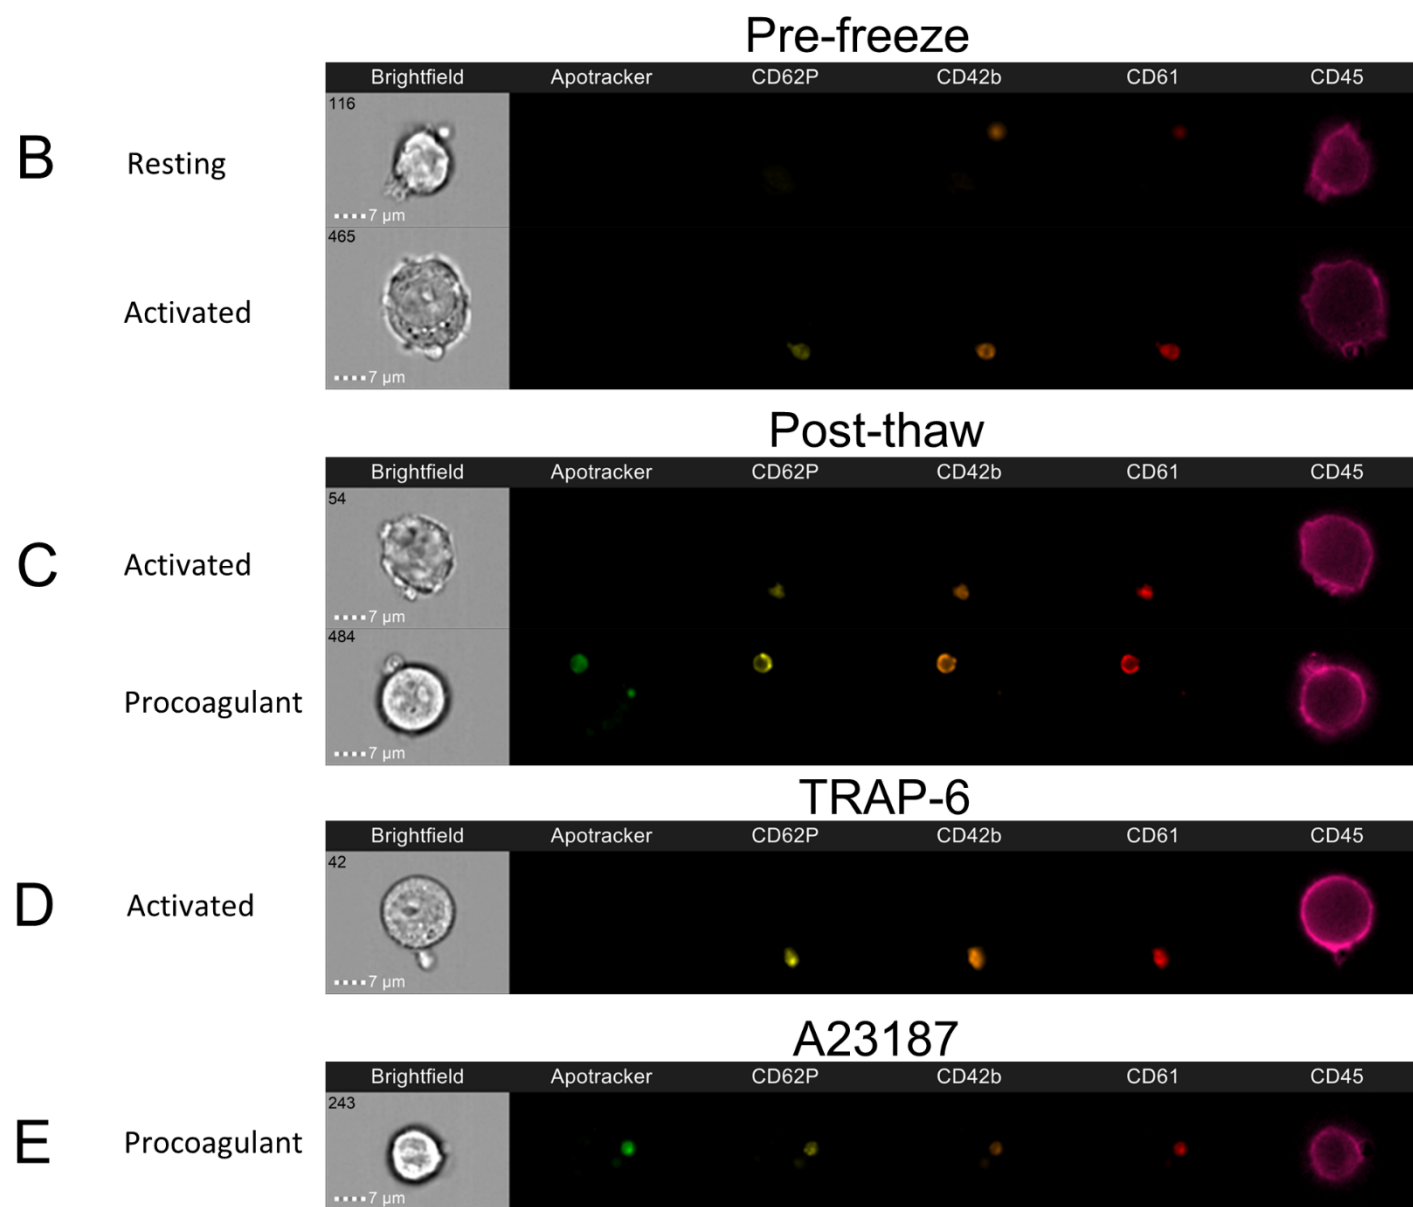 Pre-freeze
Brightfield Apotracker CD62P CD42b CD61 CD45
B Resting 116 7 µm
Activated 465 7 µm
Post-thaw
Brightfield Apotracker CD62P CD42b CD61 CD45
C Activated 54 7 µm
Procoagulant 484 7 µm
TRAP-6
Brightfield Apotracker CD62P CD42b CD61 CD45
D Activated 42 7 µm
A23187
Brightfield Apotracker CD62P CD42b CD61 CD45
E Procoagulant 243 7 µm